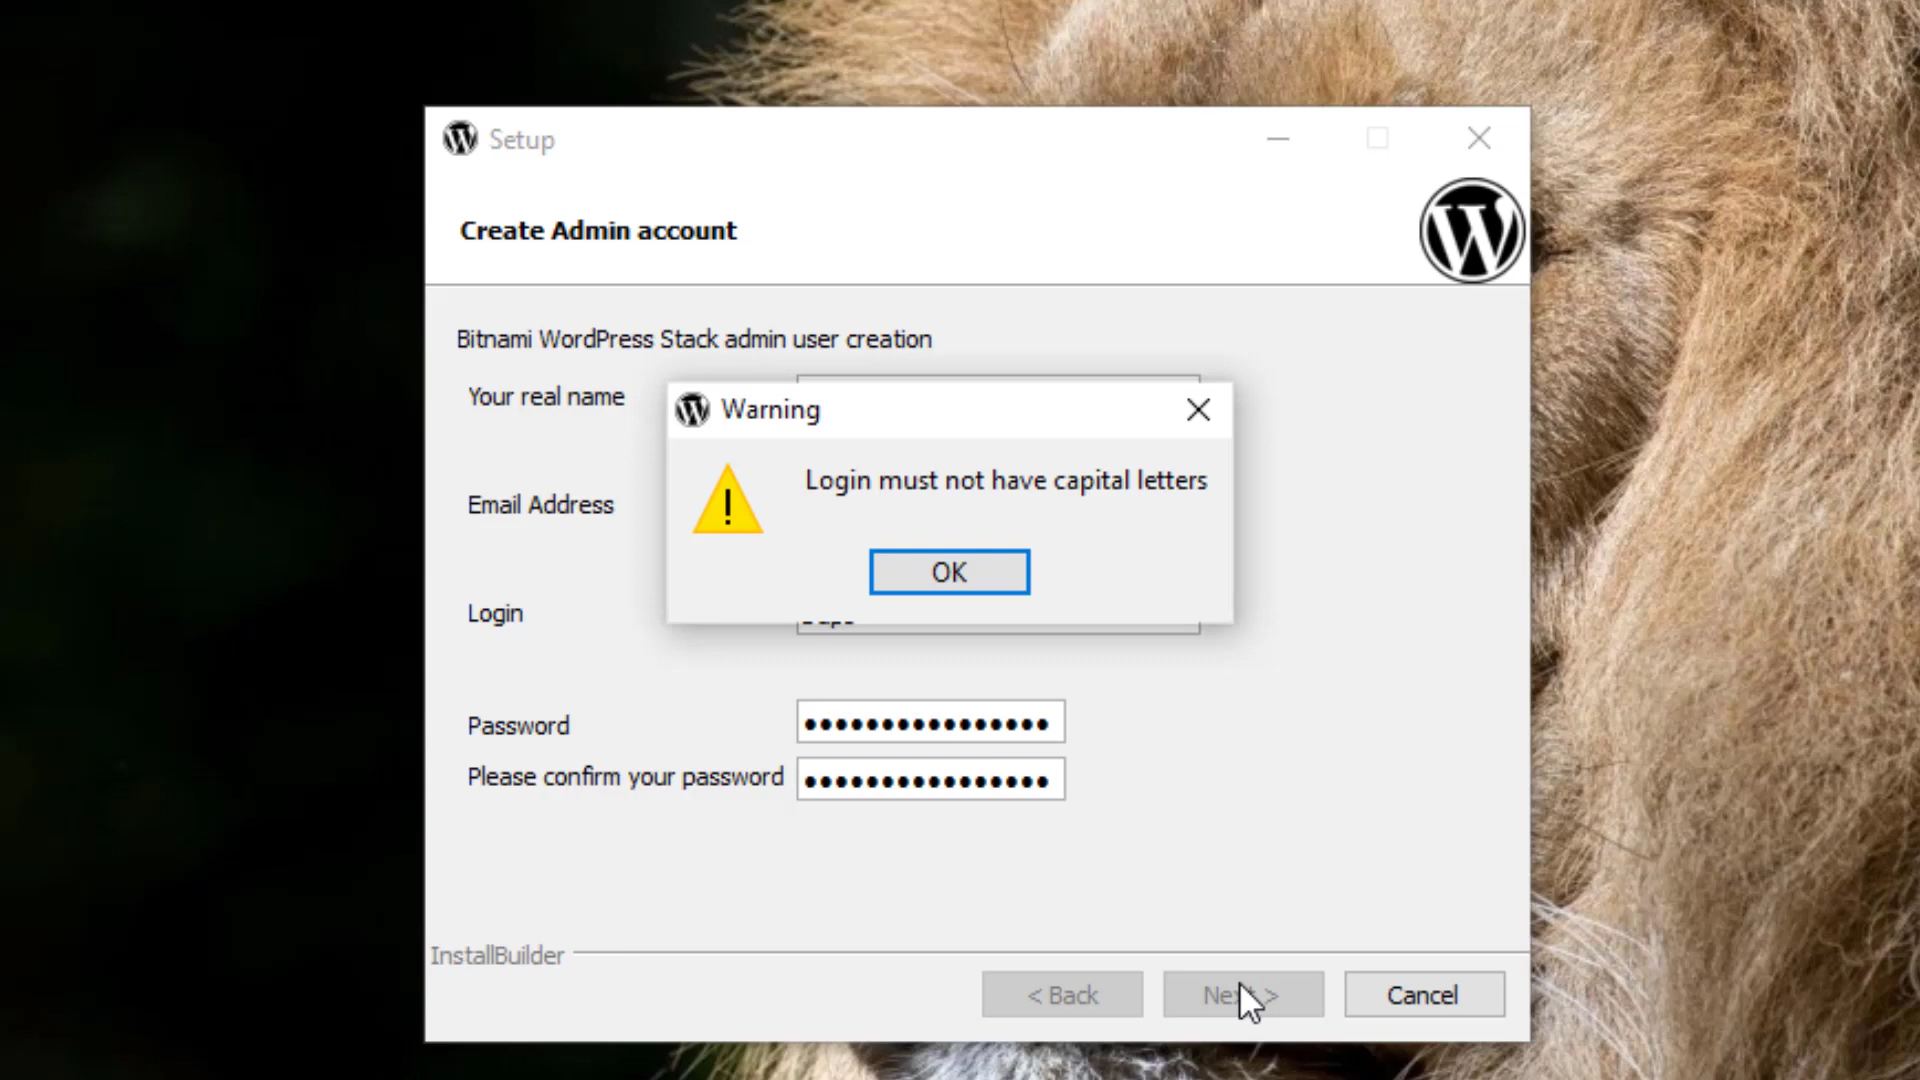 Setup
Create Admin account
Bitnami WordPress Stack admin user creation
Your real name
Warning
Login must not have capital letters
Email Address
OK
Login
Password
Please confirm your password
InstallBuilder
< Back
Next >
Cancel